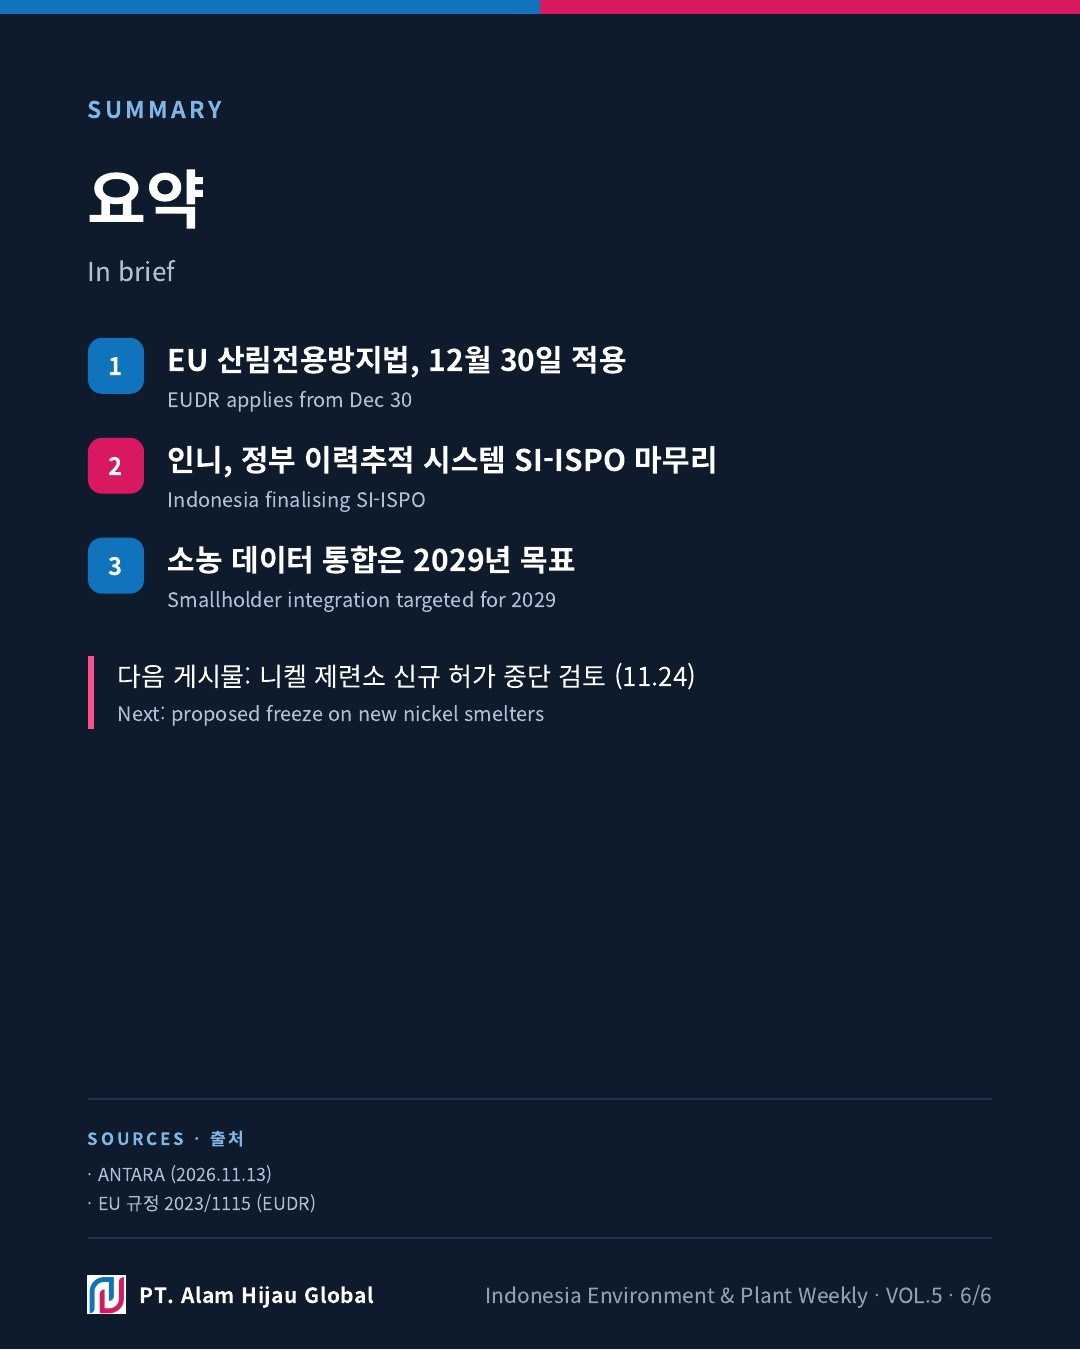 SUMMARY
요약
In brief
1
EU 산림전용방지법, 12월 30일 적용
EUDR applies from Dec 30
2
인니, 정부 이력추적 시스템 SI-ISPO 마무리
Indonesia finalising SI-ISPO
3
소농 데이터 통합은 2029년 목표
Smallholder integration targeted for 2029
다음 게시물: 니켈 제련소 신규 허가 중단 검토 (11.24)
Next: proposed freeze on new nickel smelters
SOURCES · 출처
· ANTARA (2026.11.13)
· EU 규정 2023/1115 (EUDR)
PT. Alam Hijau Global
Indonesia Environment & Plant Weekly · VOL.5 · 6/6